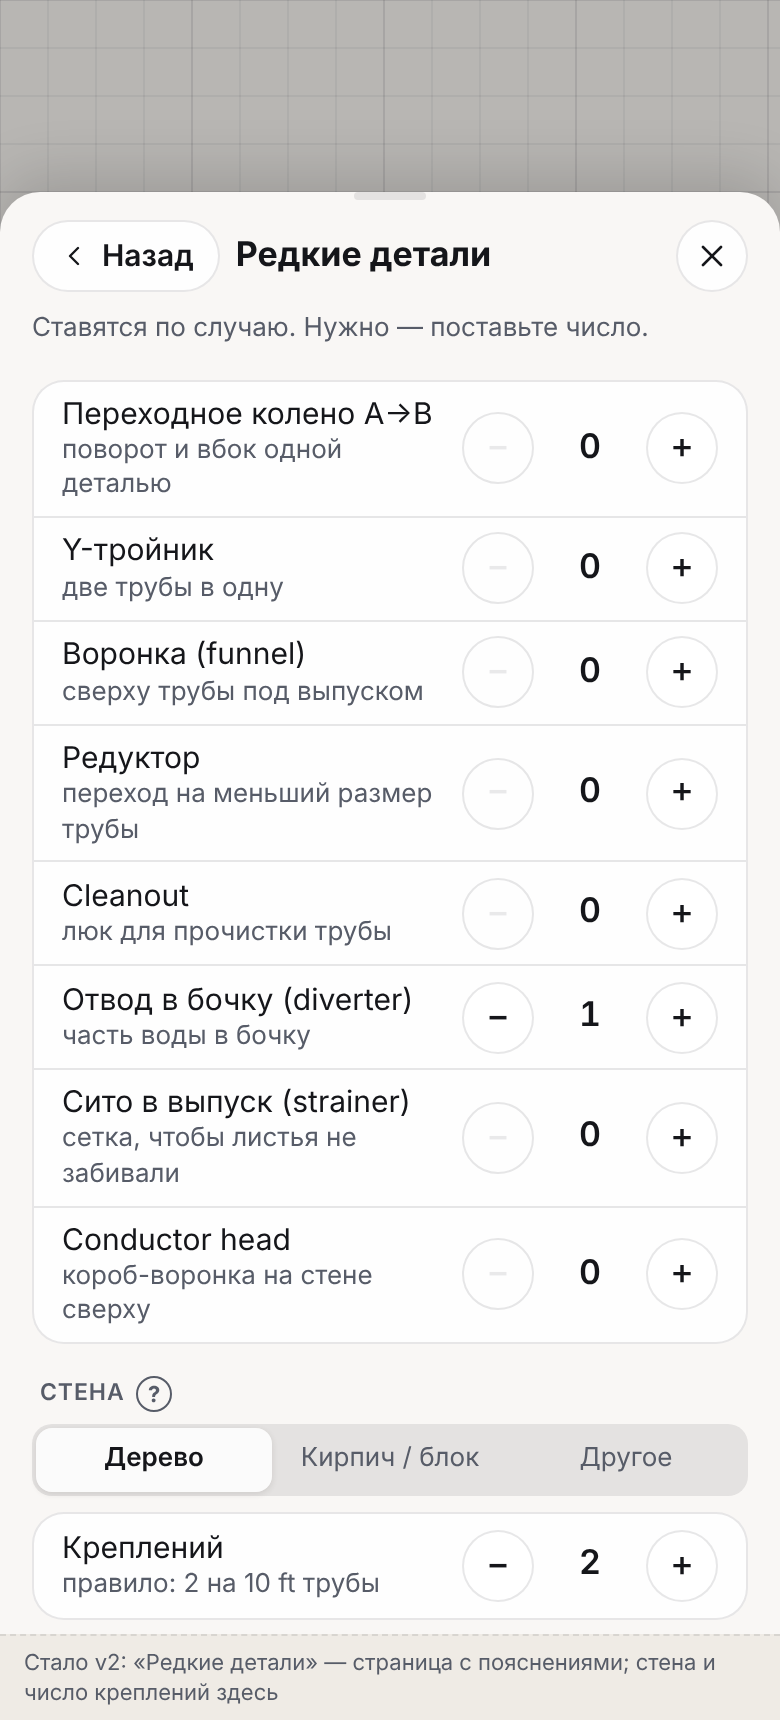 Назад
Редкие детали
Ставятся по случаю. Нужно — поставьте число.
Переходное колено A→B
поворот и вбок одной
деталью
− 0 +
Y-тройник
две трубы в одну
− 0 +
Воронка (funnel)
сверху трубы под выпуском
− 0 +
Редуктор
переход на меньший размер
трубы
− 0 +
Cleanout
люк для прочистки трубы
− 0 +
Отвод в бочку (diverter)
часть воды в бочку
− 1 +
Сито в выпуск (strainer)
сетка, чтобы листья не
забивали
− 0 +
Conductor head
короб-воронка на стене
сверху
− 0 +
СТЕНА ?
Дерево Кирпич / блок Другое
Креплений
правило: 2 на 10 ft трубы
− 2 +
Стало v2: «Редкие детали» — страница с пояснениями; стена и
число креплений здесь